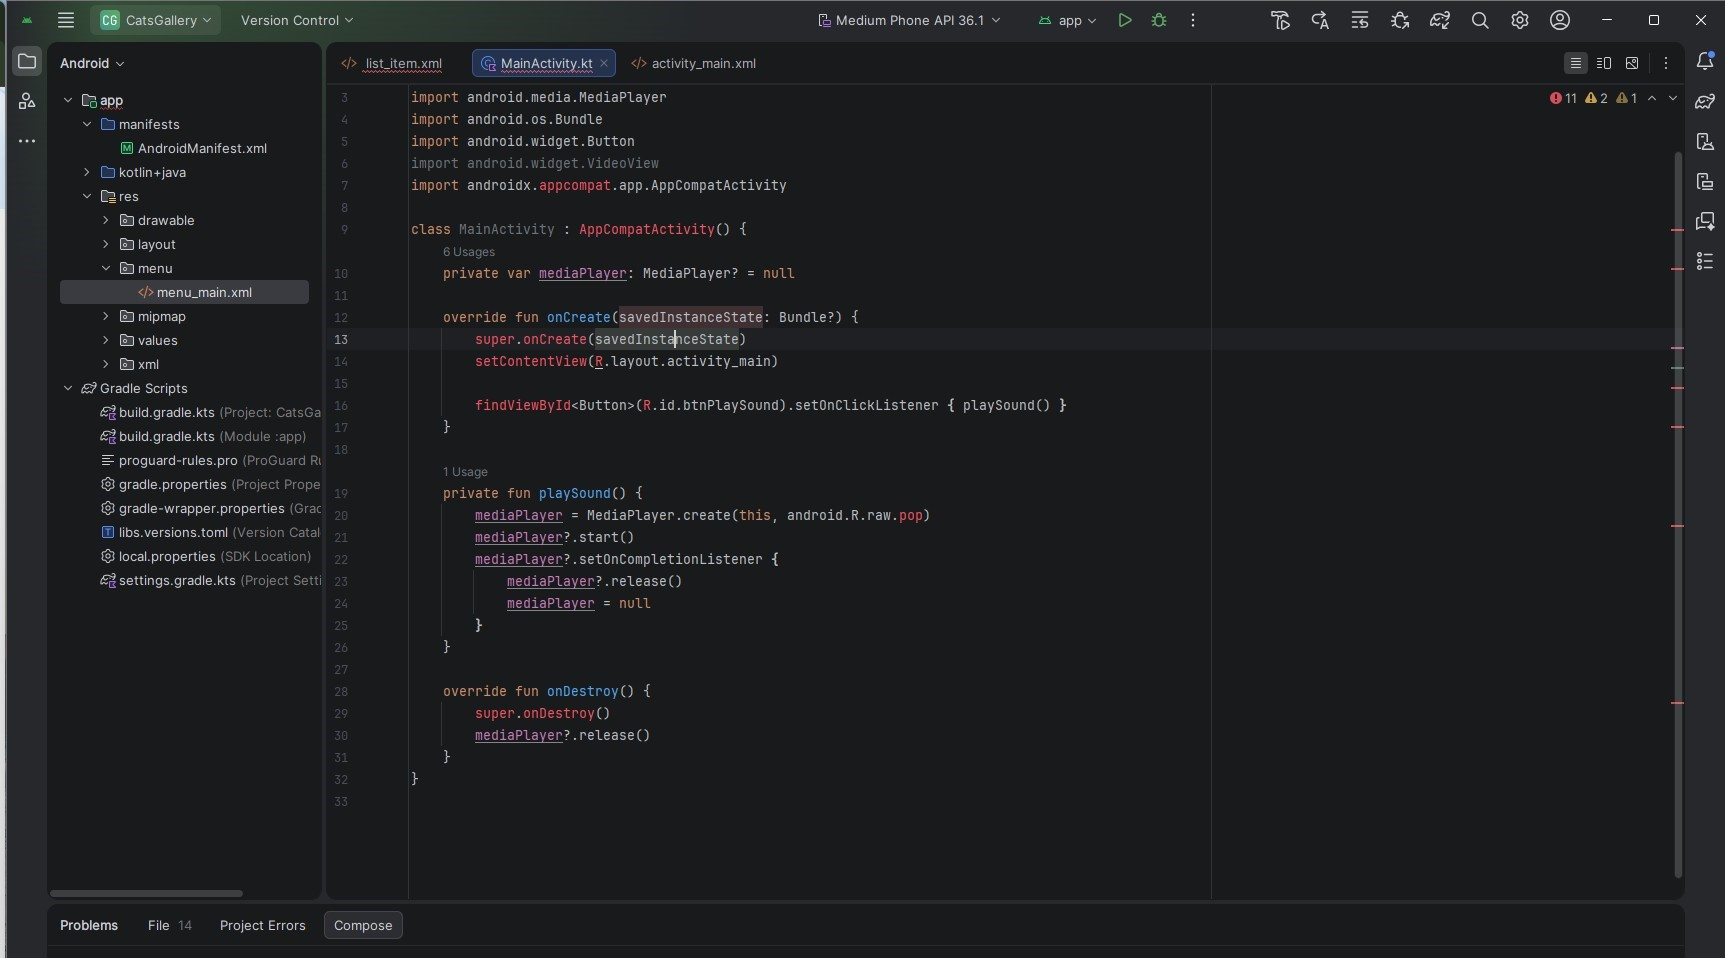 CG CatsGallery
Version Control
Medium Phone API 36.1
app
Android
app
manifests
AndroidManifest.xml
kotlin+java
res
drawable
layout
menu
menu_main.xml
mipmap
values
xml
Gradle Scripts
build.gradle.kts (Project: CatsGa
build.gradle.kts (Module :app)
proguard-rules.pro (ProGuard Ru
gradle.properties (Project Prope
gradle-wrapper.properties (Grad
libs.versions.toml (Version Catal
local.properties (SDK Location)
settings.gradle.kts (Project Setti
list_item.xml
MainActivity.kt
activity_main.xml
11 2 1
3 import android.media.MediaPlayer
4 import android.os.Bundle
5 import android.widget.Button
6 import android.widget.VideoView
7 import androidx.appcompat.app.AppCompatActivity
8
9 class MainActivity : AppCompatActivity() {
6 Usages
10 private var mediaPlayer: MediaPlayer? = null
11
12 override fun onCreate(savedInstanceState: Bundle?) {
13 super.onCreate(savedInstanceState)
14 setContentView(R.layout.activity_main)
15
16 findViewById<Button>(R.id.btnPlaySound).setOnClickListener { playSound() }
17 }
18
1 Usage
19 private fun playSound() {
20 mediaPlayer = MediaPlayer.create(this, android.R.raw.pop)
21 mediaPlayer?.start()
22 mediaPlayer?.setOnCompletionListener {
23 mediaPlayer?.release()
24 mediaPlayer = null
25 }
26 }
27
28 override fun onDestroy() {
29 super.onDestroy()
30 mediaPlayer?.release()
31 }
32 }
33
Problems
File 14
Project Errors
Compose